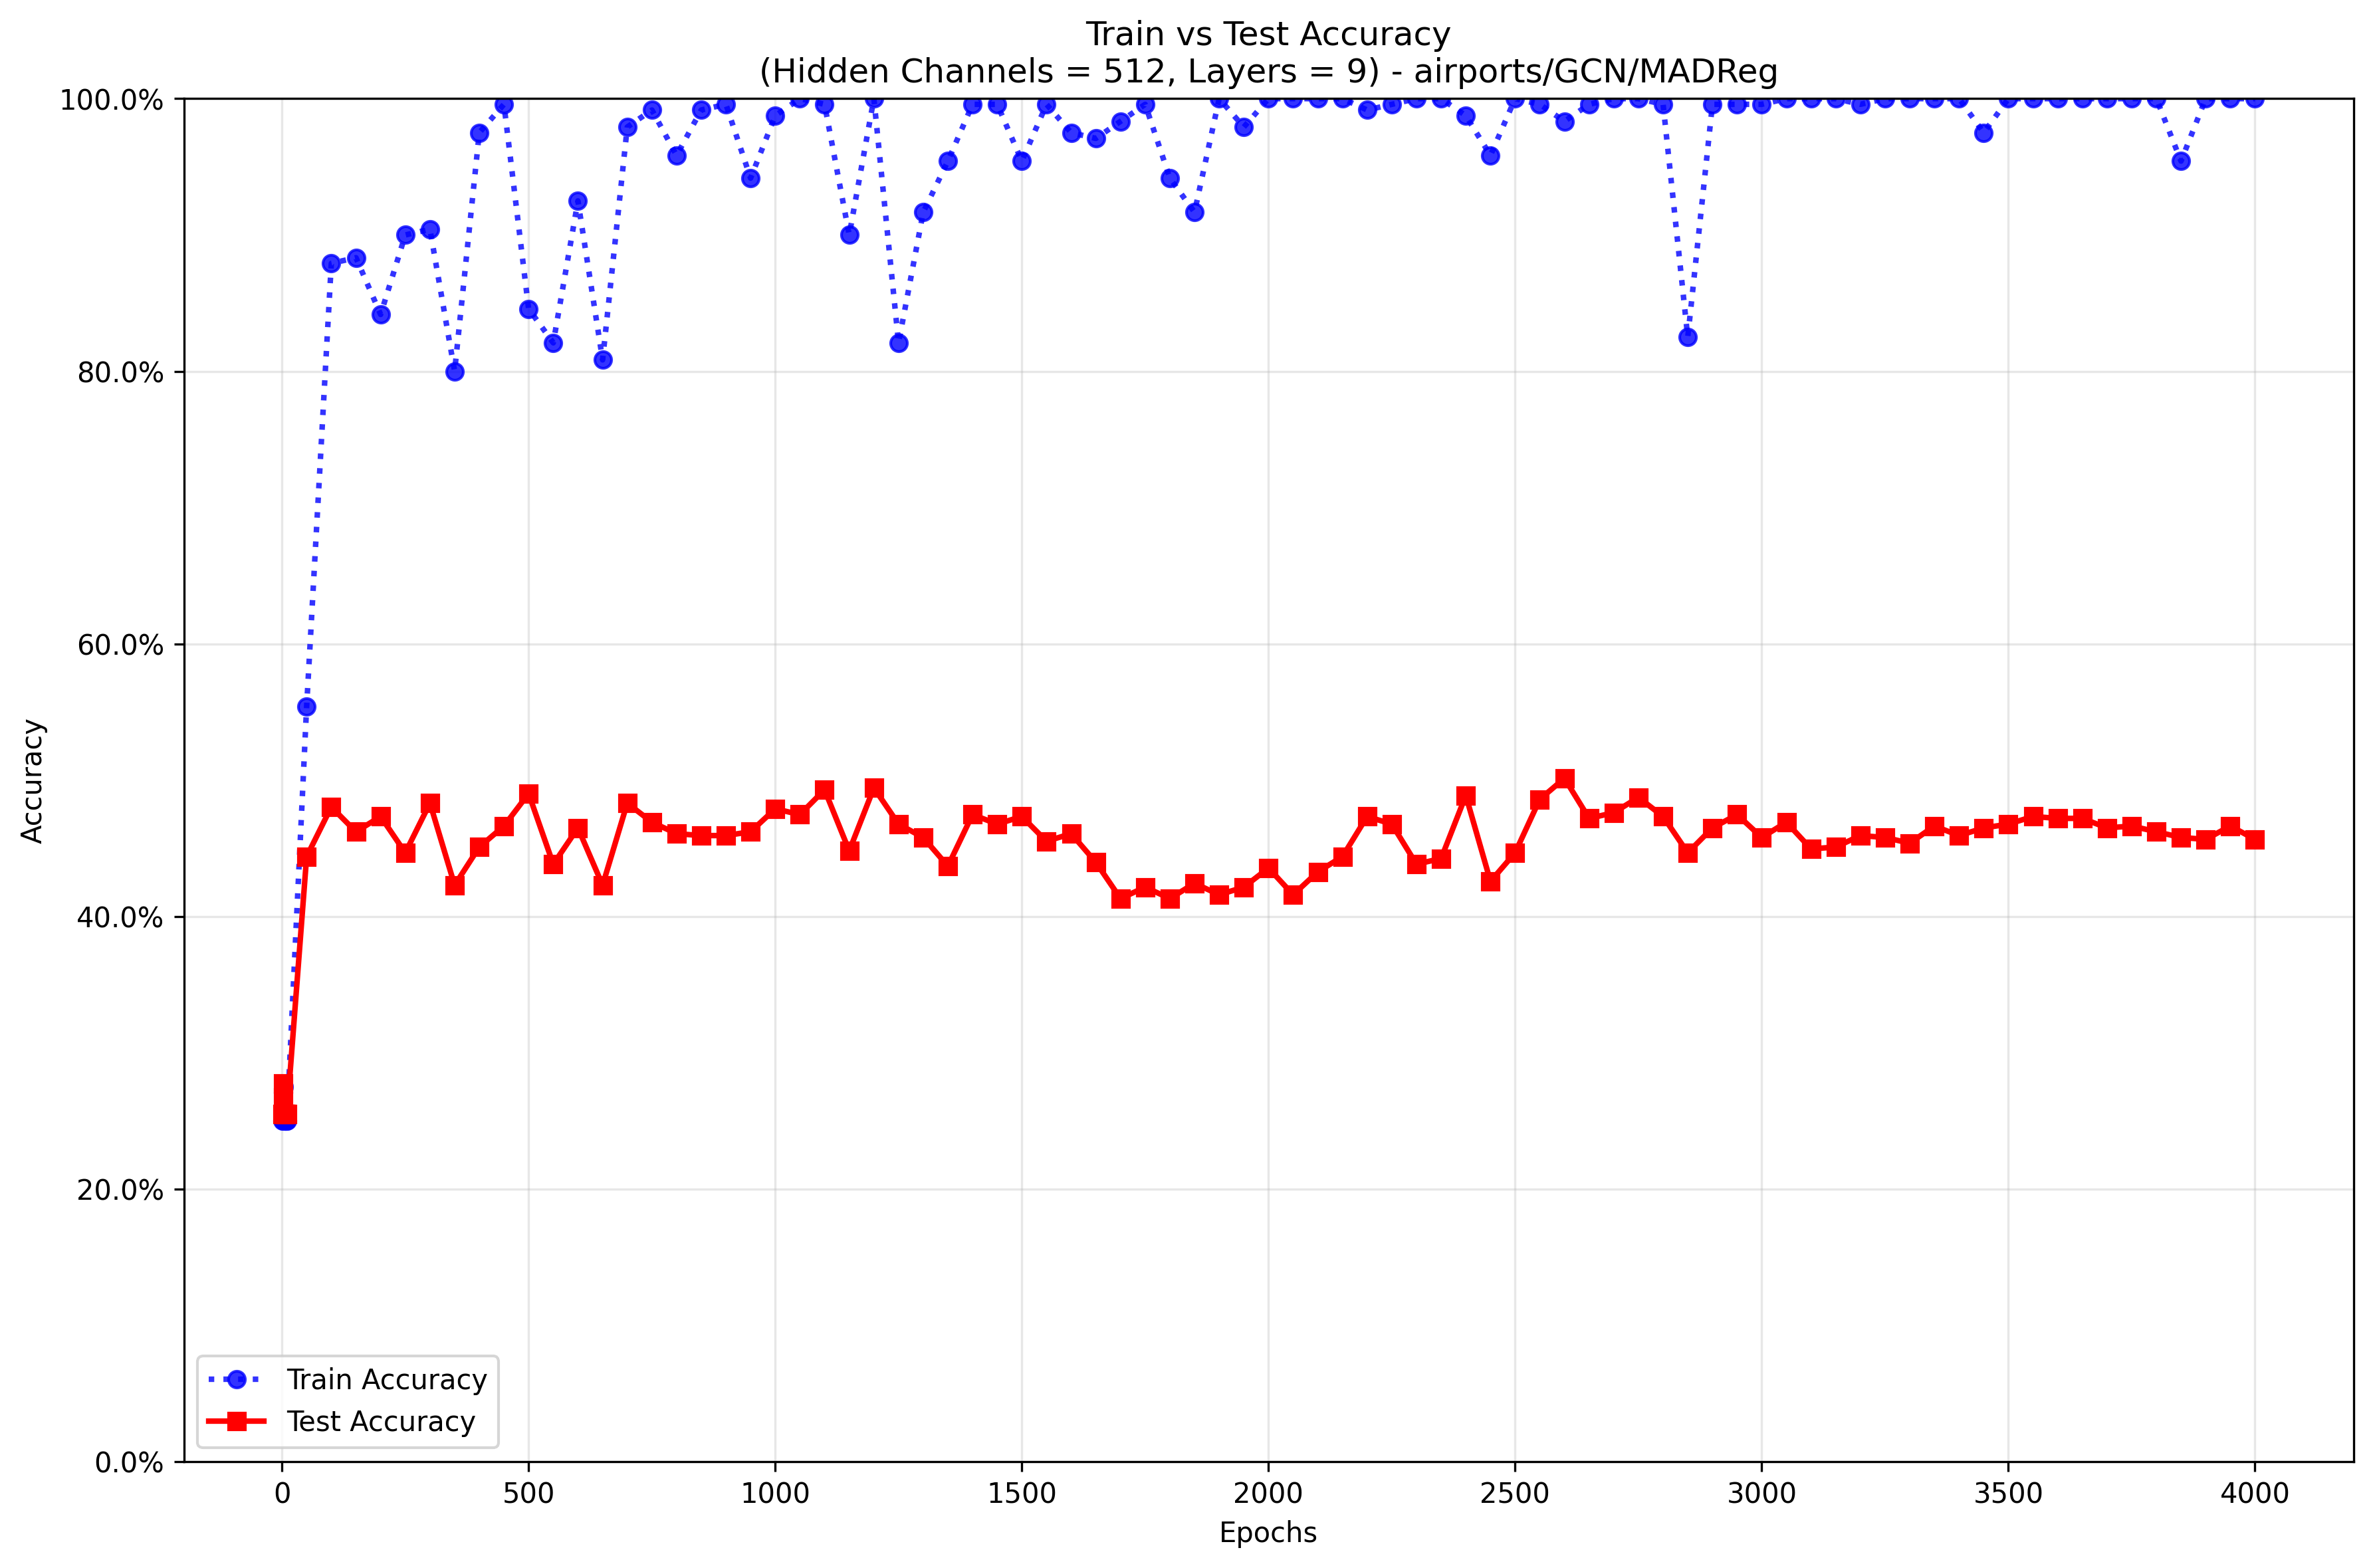 Train vs Test Accuracy
(Hidden Channels = 512, Layers = 9) - airports/GCN/MADReg
100.0%
80.0%
60.0%
40.0%
20.0%
0.0%
Accuracy
Train Accuracy
Test Accuracy
0 500 1000 1500 2000 2500 3000 3500 4000
Epochs